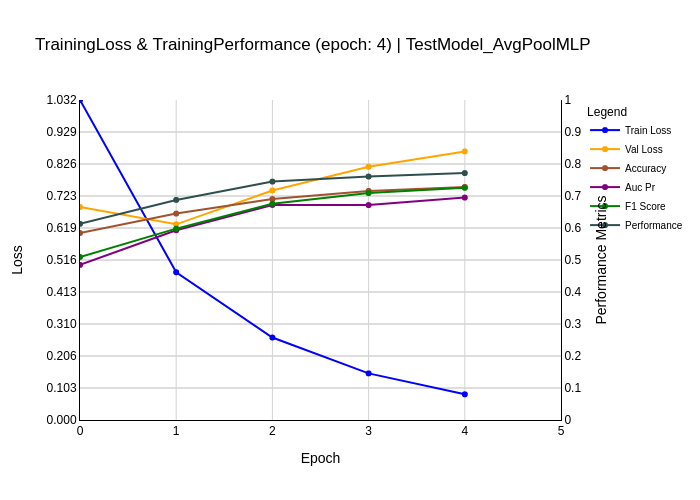 TrainingLoss & TrainingPerformance (epoch: 4) | TestModel_AvgPoolMLP
1.032
0.929
0.826
0.723
0.619
0.516
0.413
0.310
0.206
0.103
0.000
Loss
0
1
2
3
4
5
Epoch
1
0.9
0.8
0.7
0.6
0.5
0.4
0.3
0.2
0.1
0
Performance Metrics
Legend
Train Loss
Val Loss
Accuracy
Auc Pr
F1 Score
Performance